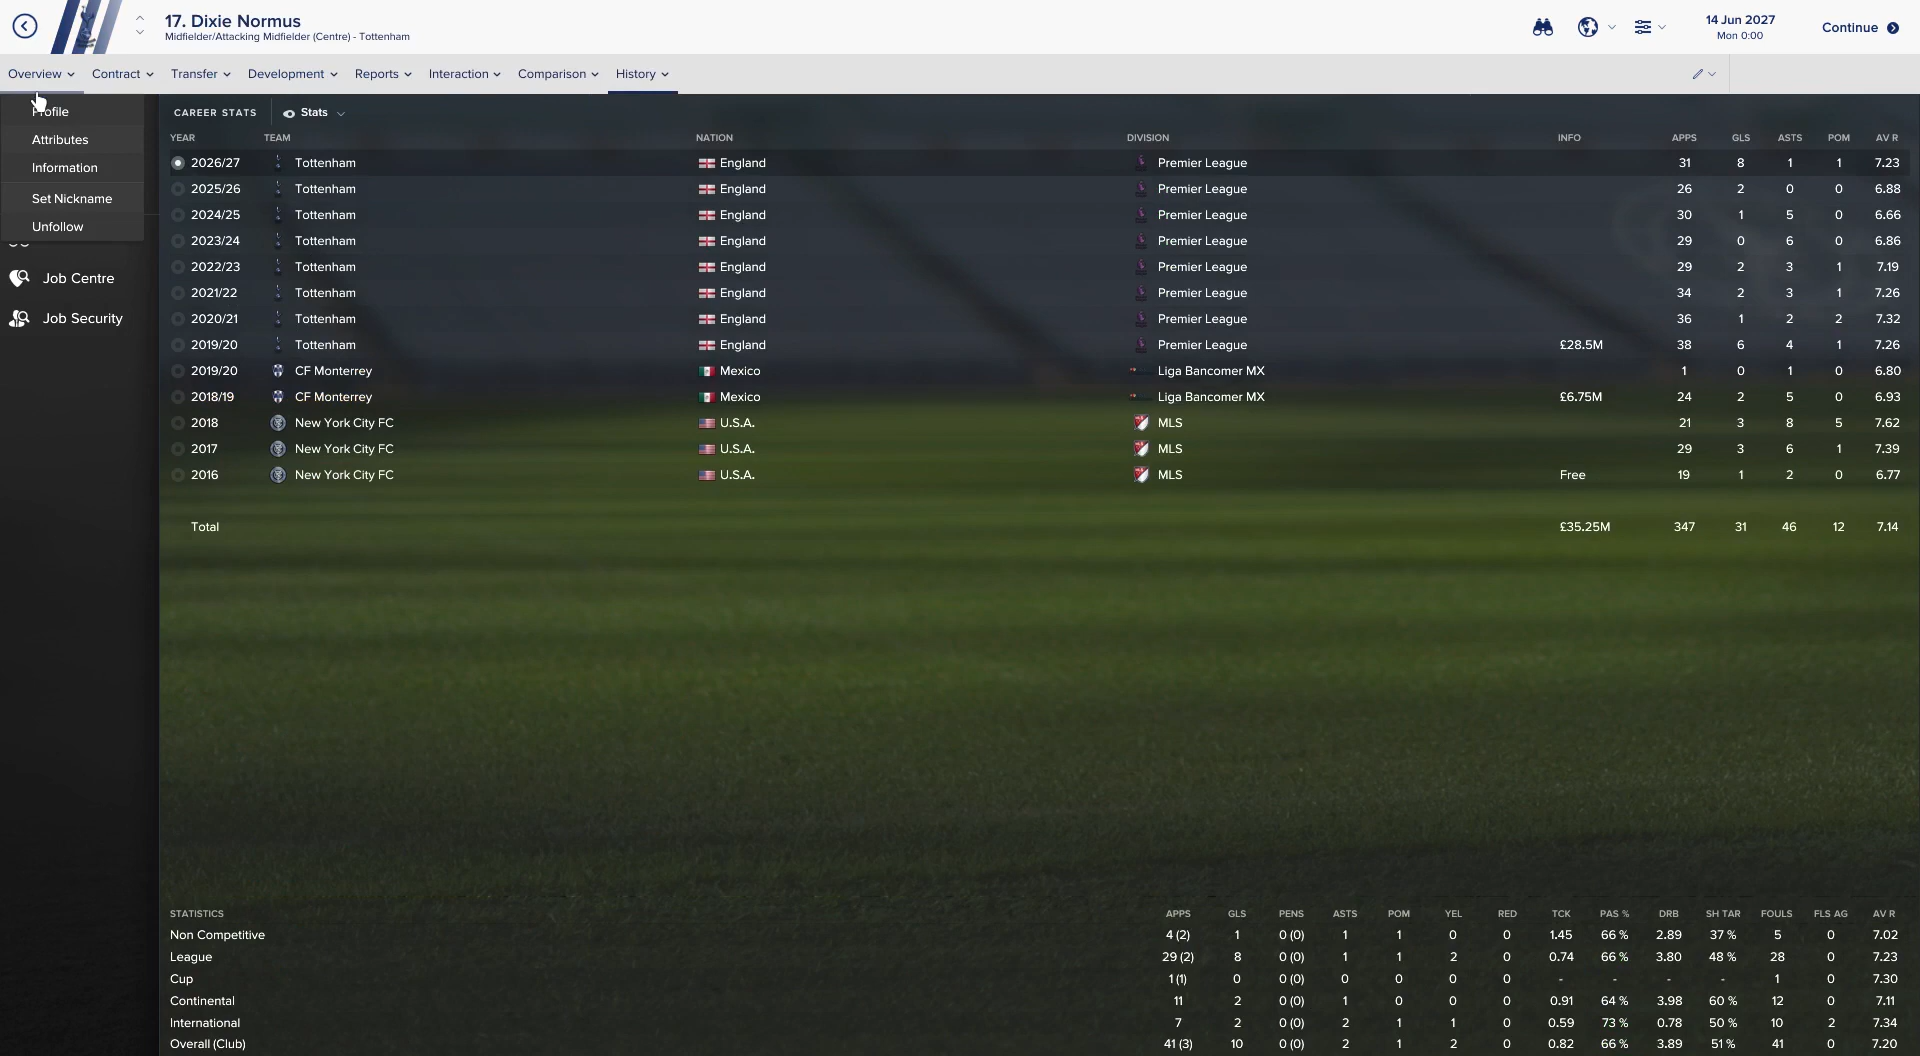 17. Dixie Normus
Midfielder/Attacking Midfielder (Centre) - Tottenham
14 Jun 2027
Mon 0:00
Continue
Overview Contract Transfer Development Reports Interaction Comparison History
Profile
Attributes
Information
Set Nickname
Unfollow
Job Centre
Job Security
CAREER STATS Stats
YEAR TEAM NATION DIVISION INFO APPS GLS ASTS POM AV R
2026/27 Tottenham England Premier League 31 8 1 1 7.23
2025/26 Tottenham England Premier League 26 2 0 0 6.88
2024/25 Tottenham England Premier League 30 1 5 0 6.66
2023/24 Tottenham England Premier League 29 0 6 0 6.86
2022/23 Tottenham England Premier League 29 2 3 1 7.19
2021/22 Tottenham England Premier League 34 2 3 1 7.26
2020/21 Tottenham England Premier League 36 1 2 2 7.32
2019/20 Tottenham England Premier League £28.5M 38 6 4 1 7.26
2019/20 CF Monterrey Mexico Liga Bancomer MX 1 0 1 0 6.80
2018/19 CF Monterrey Mexico Liga Bancomer MX £6.75M 24 2 5 0 6.93
2018 New York City FC U.S.A. MLS 21 3 8 5 7.62
2017 New York City FC U.S.A. MLS 29 3 6 1 7.39
2016 New York City FC U.S.A. MLS Free 19 1 2 0 6.77
Total £35.25M 347 31 46 12 7.14
STATISTICS APPS GLS PENS ASTS POM YEL RED TCK PAS % DRB SH TAR FOULS FLS AG AV R
Non Competitive 4 (2) 1 0 (0) 1 1 0 0 1.45 66 % 2.89 37 % 5 0 7.02
League 29 (2) 8 0 (0) 1 1 2 0 0.74 66 % 3.80 48 % 28 0 7.23
Cup 1 (1) 0 0 (0) 0 0 0 0 - - - - 1 0 7.30
Continental 11 2 0 (0) 1 0 0 0 0.91 64 % 3.98 60 % 12 0 7.11
International 7 2 0 (0) 2 1 1 0 0.59 73 % 0.78 50 % 10 2 7.34
Overall (Club) 41 (3) 10 0 (0) 2 1 2 0 0.82 66 % 3.89 51 % 41 0 7.20